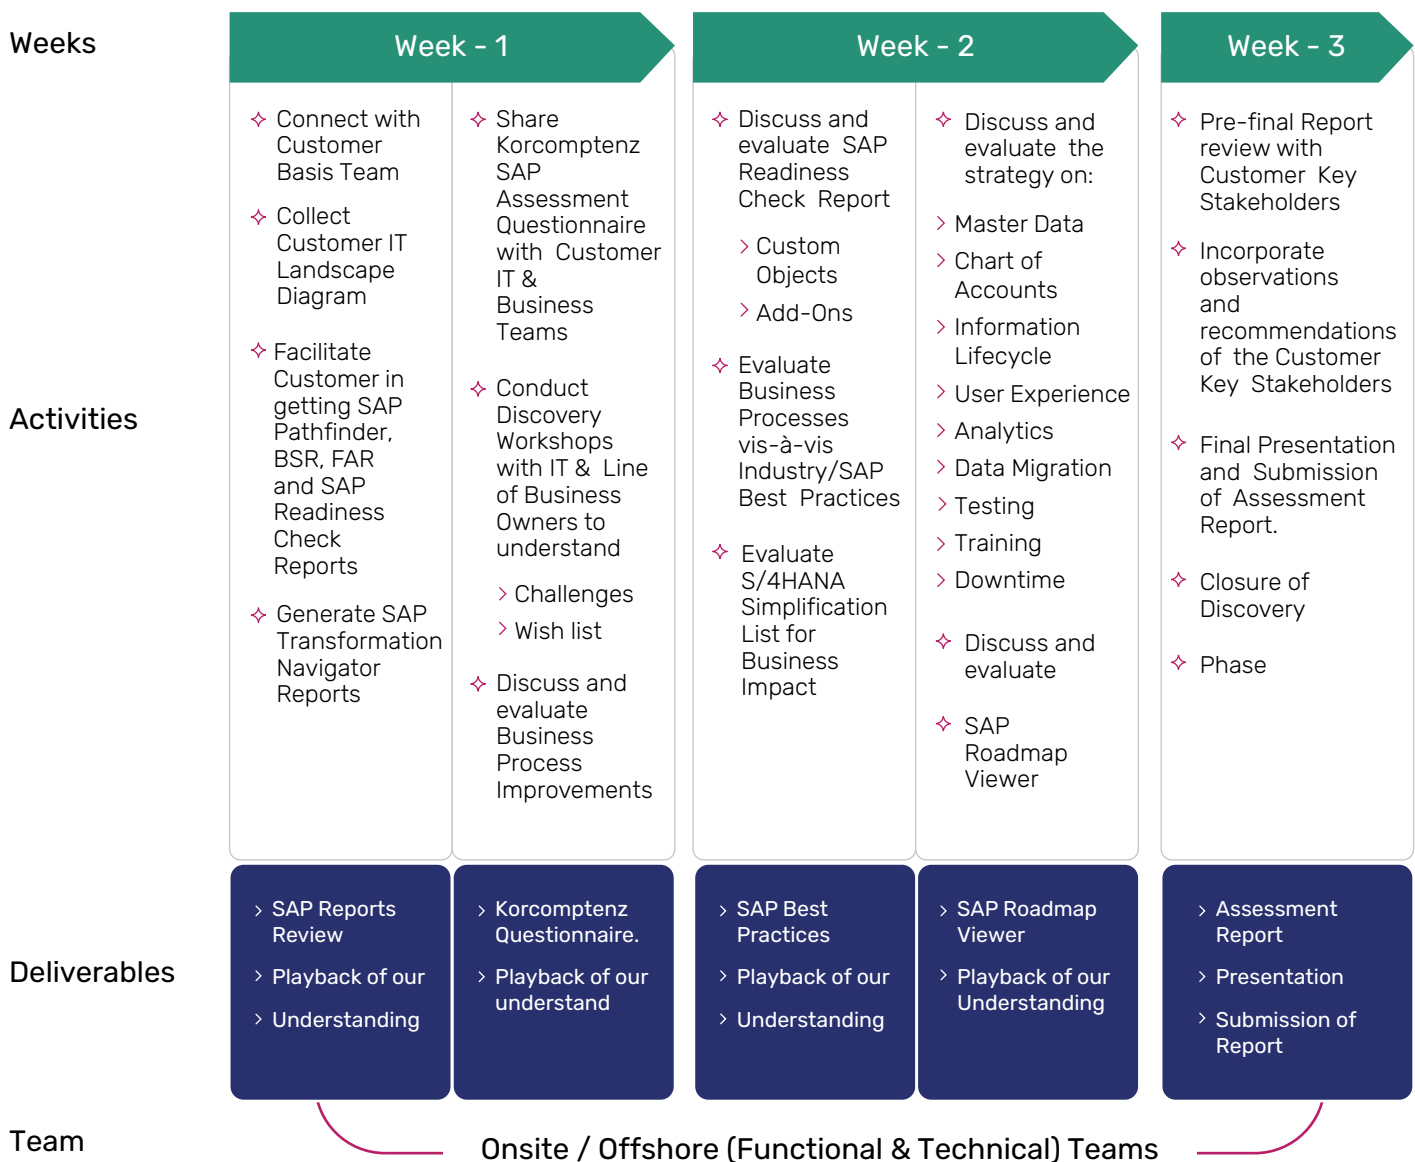 Weeks
Week - 1
Week - 2
Week - 3
Activities
Connect with
Customer
Basis Team
Collect
Customer IT
Landscape
Diagram
Facilitate
Customer in
getting SAP
Pathfinder,
BSR, FAR
and SAP
Readiness
Check
Reports
Generate SAP
Transformation
Navigator
Reports
Share
Korcomptenz
SAP
Assessment
Questionnaire
with Customer
IT &
Business
Teams
Conduct
Discovery
Workshops
with IT & Line
of Business
Owners to
understand
Challenges
Wish list
Discuss and
evaluate
Business
Process
Improvements
Discuss and
evaluate SAP
Readiness
Check Report
Custom
Objects
Add-Ons
Evaluate
Business
Processes
vis-à-vis
Industry/SAP
Best Practices
Evaluate
S/4HANA
Simplification
List for
Business
Impact
Discuss and
evaluate the
strategy on:
Master Data
Chart of
Accounts
Information
Lifecycle
User Experience
Analytics
Data Migration
Testing
Training
Downtime
Discuss and
evaluate
SAP
Roadmap
Viewer
Pre-final Report
review with
Customer Key
Stakeholders
Incorporate
observations
and
recommendations
of the Customer
Key Stakeholders
Final Presentation
and Submission
of Assessment
Report.
Closure of
Discovery
Phase
Deliverables
SAP Reports
Review
Playback of our
Understanding
Korcomptenz
Questionnaire.
Playback of our
understand
SAP Best
Practices
Playback of our
Understanding
SAP Roadmap
Viewer
Playback of our
Understanding
Assessment
Report
Presentation
Submission of
Report
Team
Onsite / Offshore (Functional & Technical) Teams